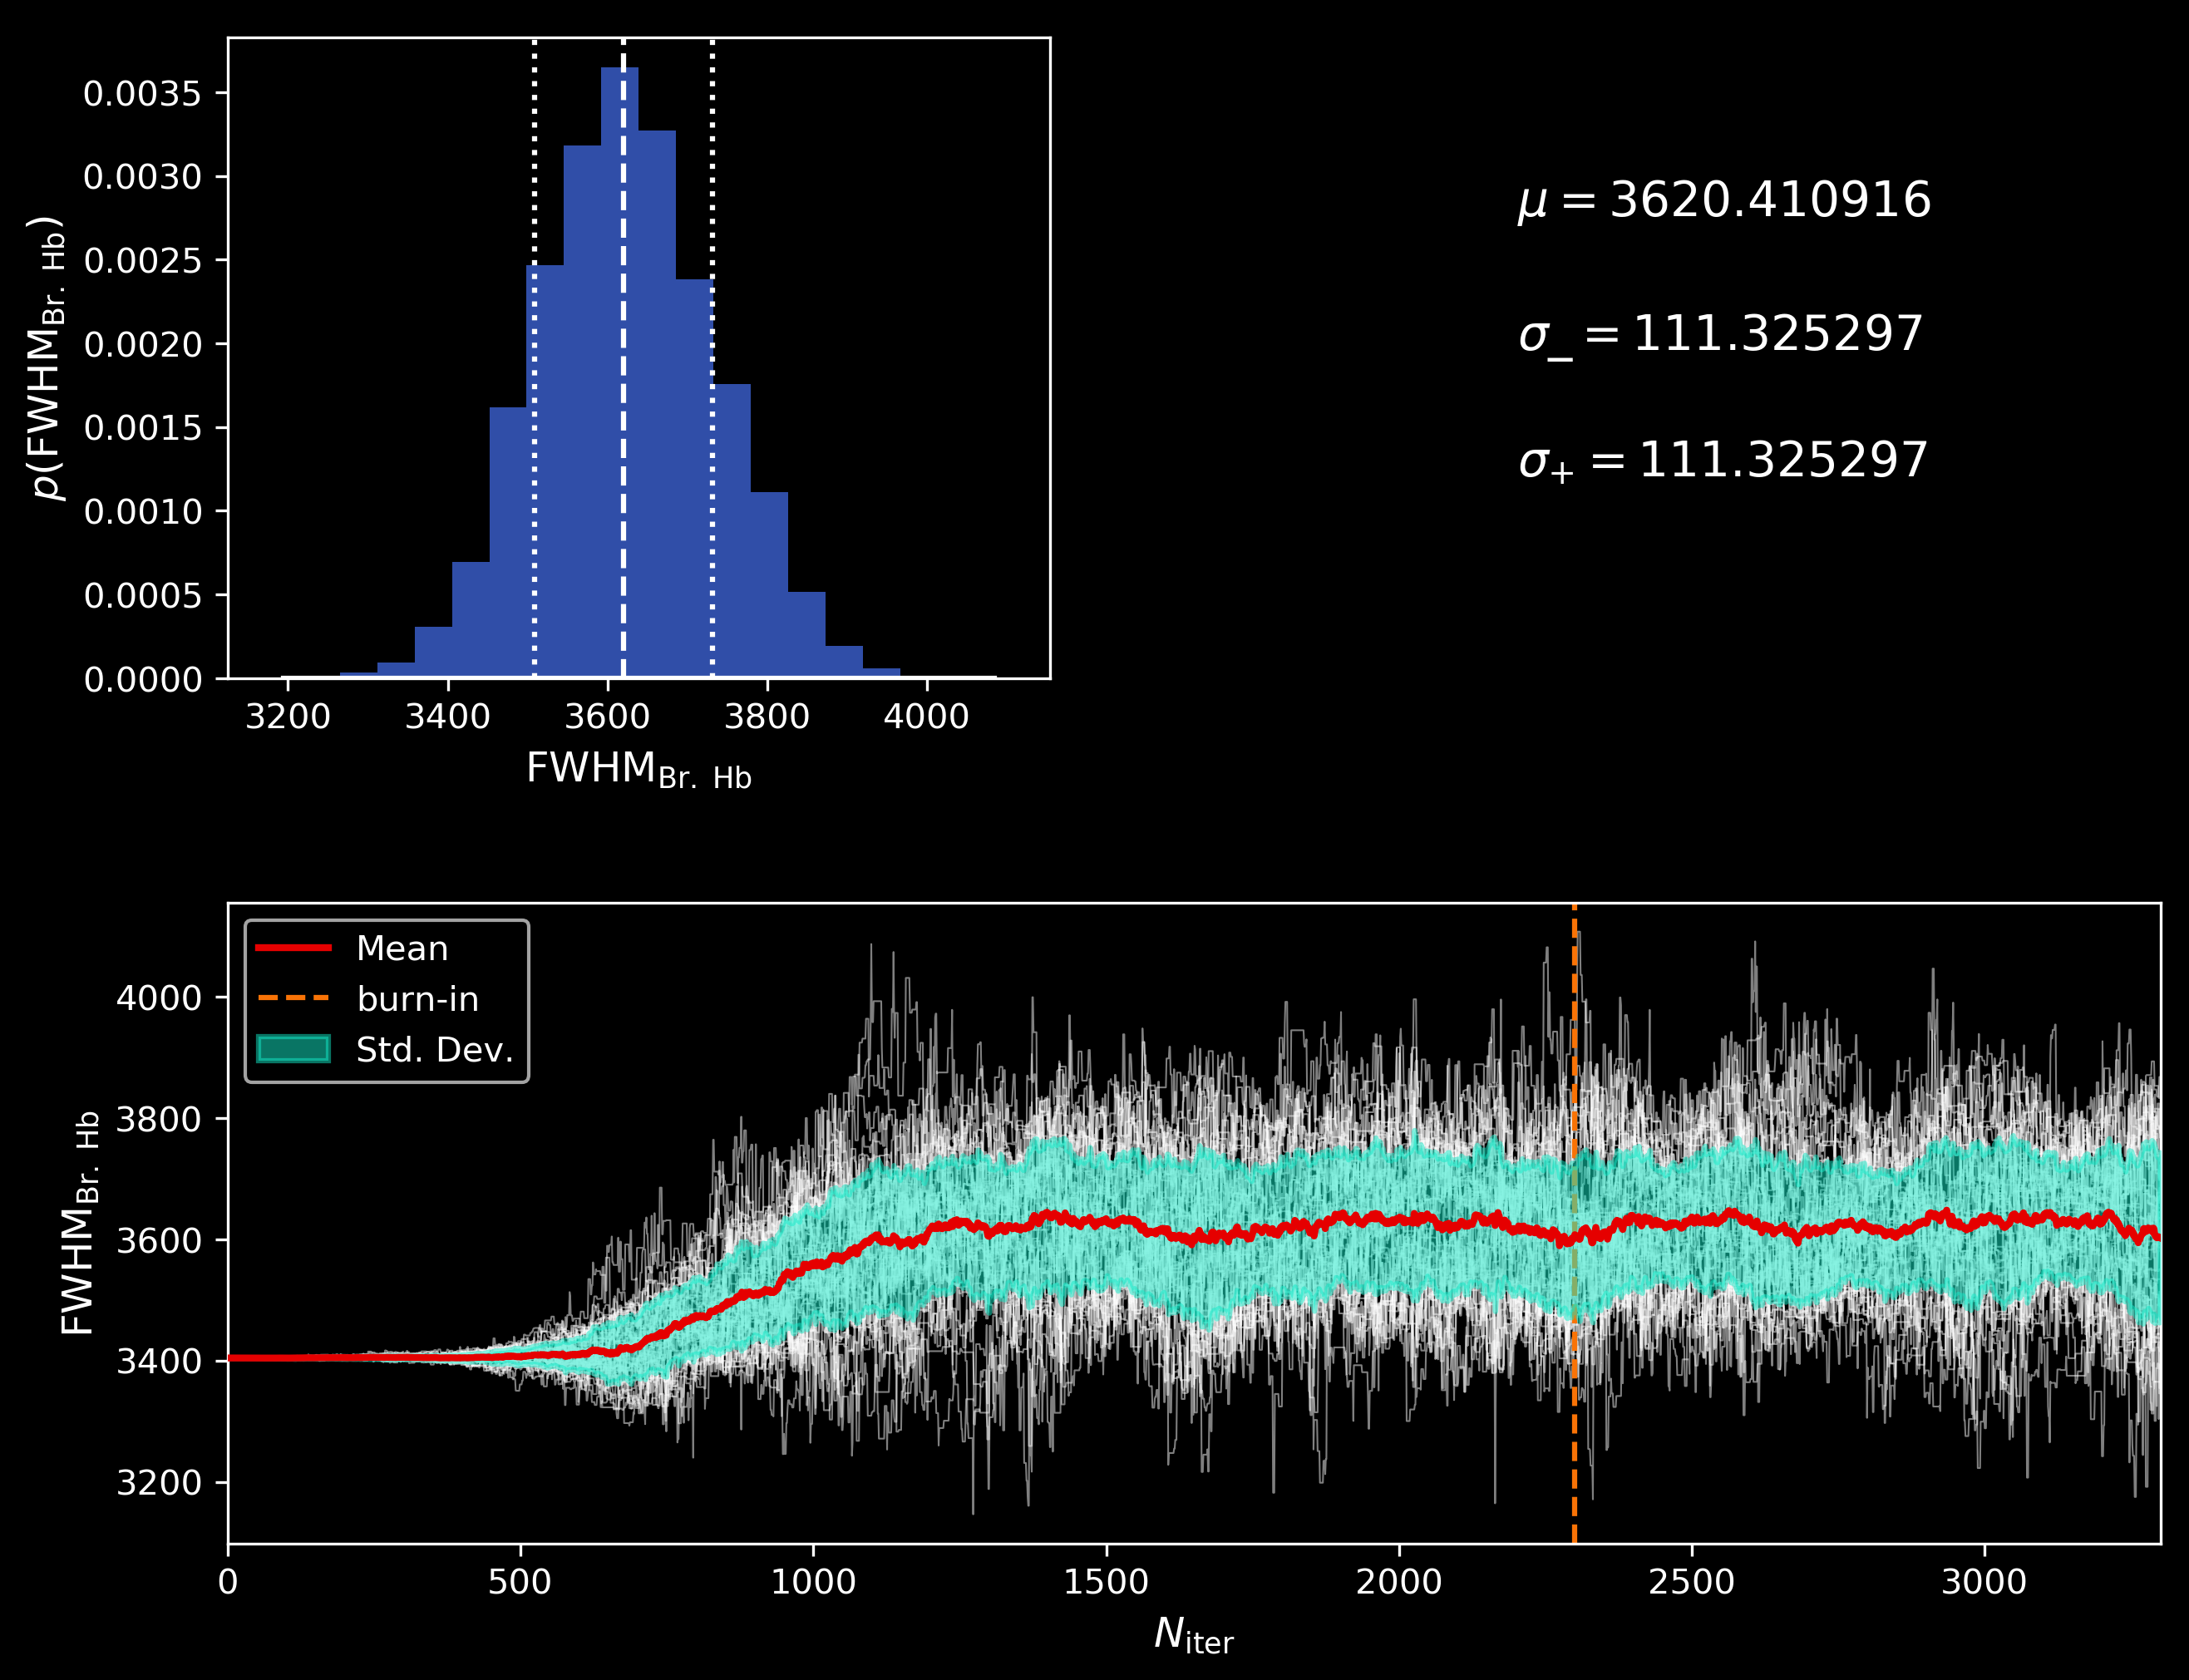 0.0035
0.0030
0.0025
0.0020
0.0015
0.0010
0.0005
0.0000
p(FWHM_Br. Hb)
3200 3400 3600 3800 4000
FWHM_Br. Hb
μ = 3620.410916
σ_− = 111.325297
σ_+ = 111.325297
Mean
burn-in
Std. Dev.
4000
3800
3600
3400
3200
FWHM_Br. Hb
0 500 1000 1500 2000 2500 3000
N_iter